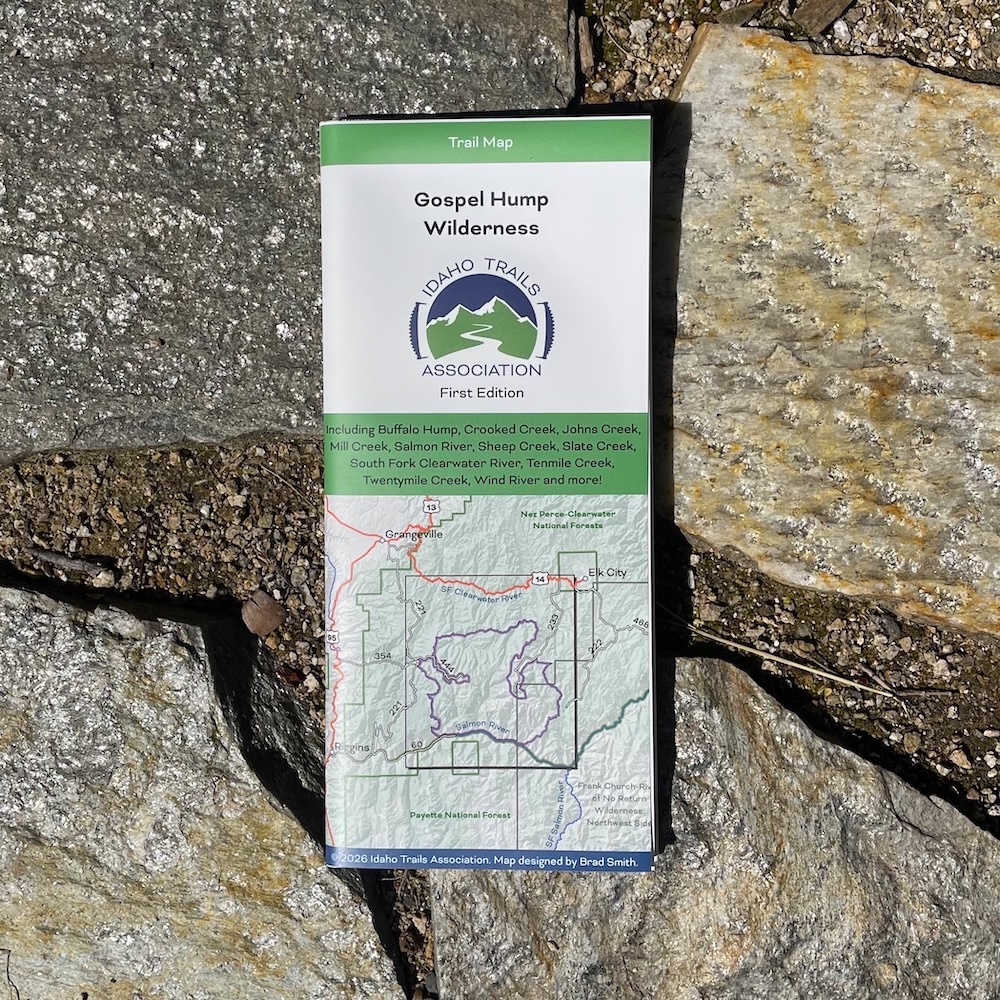 Trail Map
Gospel Hump
Wilderness
IDAHO TRAILS
ASSOCIATION
First Edition
Including Buffalo Hump, Crooked Creek, Johns Creek,
Mill Creek, Salmon River, Sheep Creek, Slate Creek,
South Fork Clearwater River, Tenmile Creek,
Twentymile Creek, Wind River and more!
13
Nez Perce-Clearwater
National Forests
Grangeville
14
Elk City
SF Clearwater River
221
233
468
95
222
354
444
221
Salmon River
Riggins
60
Frank Church-Riv
of No Return
Wilderness,
Northwest Side
SF Salmon River
Payette National Forest
©2026 Idaho Trails Association. Map designed by Brad Smith.